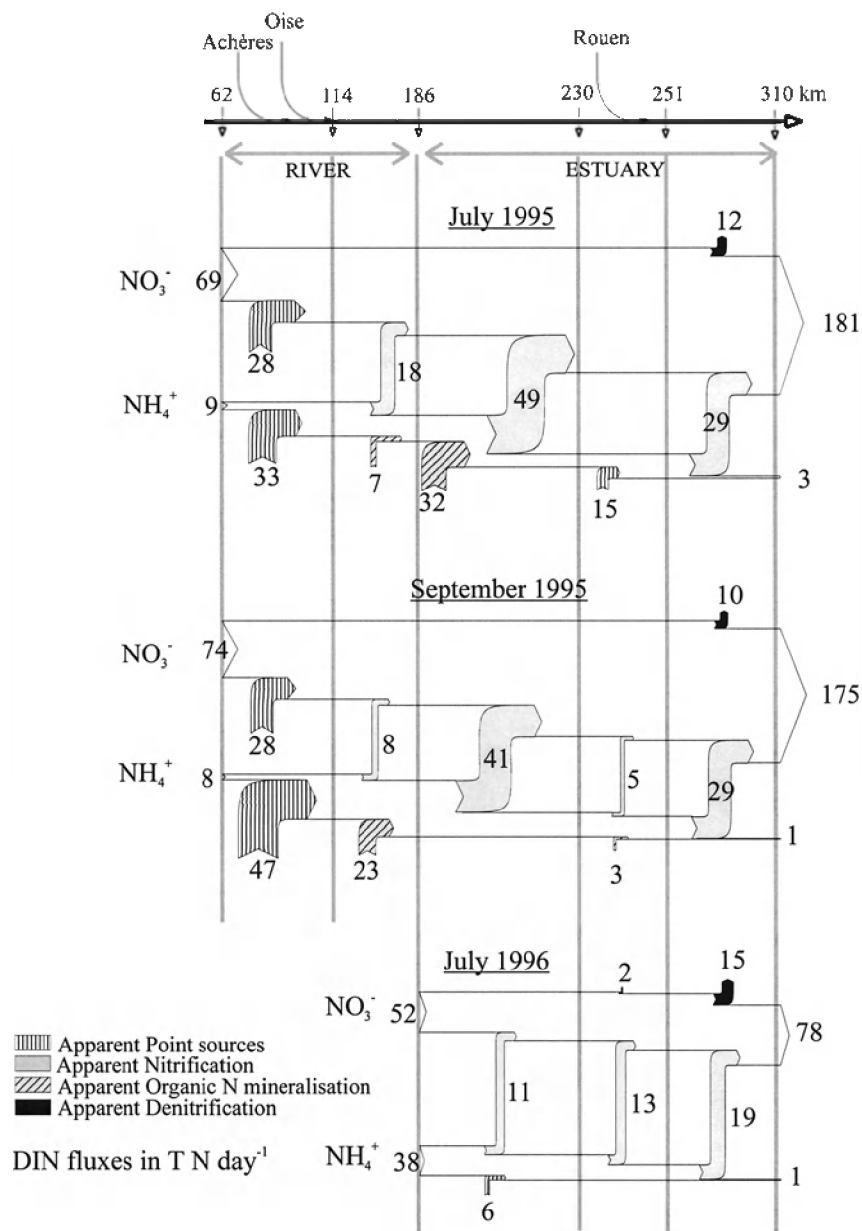 Oise
Achères
Rouen
62 114 186 230 251 310 km
RIVER ESTUARY
July 1995
12
NO₃⁻ 69
181
28
18
49
29
NH₄⁺ 9
33
7
32
15
3
September 1995
10
NO₃⁻ 74
175
28
8
41
5
29
NH₄⁺ 8
47
23
3
1
July 1996
2
15
NO₃⁻ 52
78
11
13
19
NH₄⁺ 38
6
1
Apparent Point sources
Apparent Nitrification
Apparent Organic N mineralisation
Apparent Denitrification
DIN fluxes in T N day⁻¹